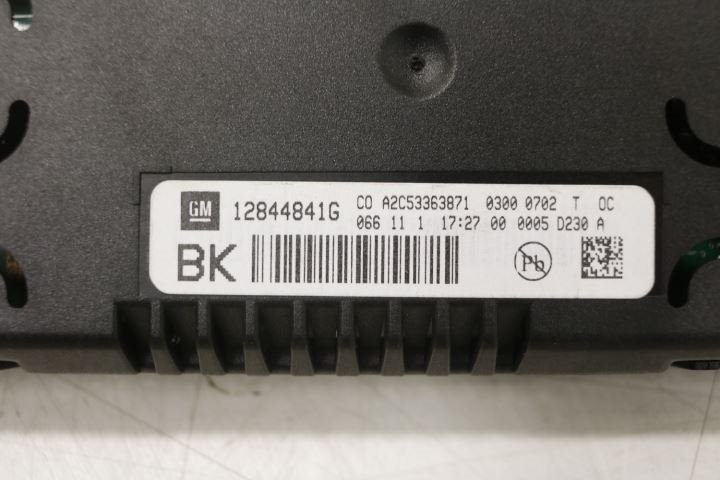 GM 12844841G CO A2C53363871 0300 0702 T OC
066 11 1 17:27 00 0005 D230 A
BK Pb